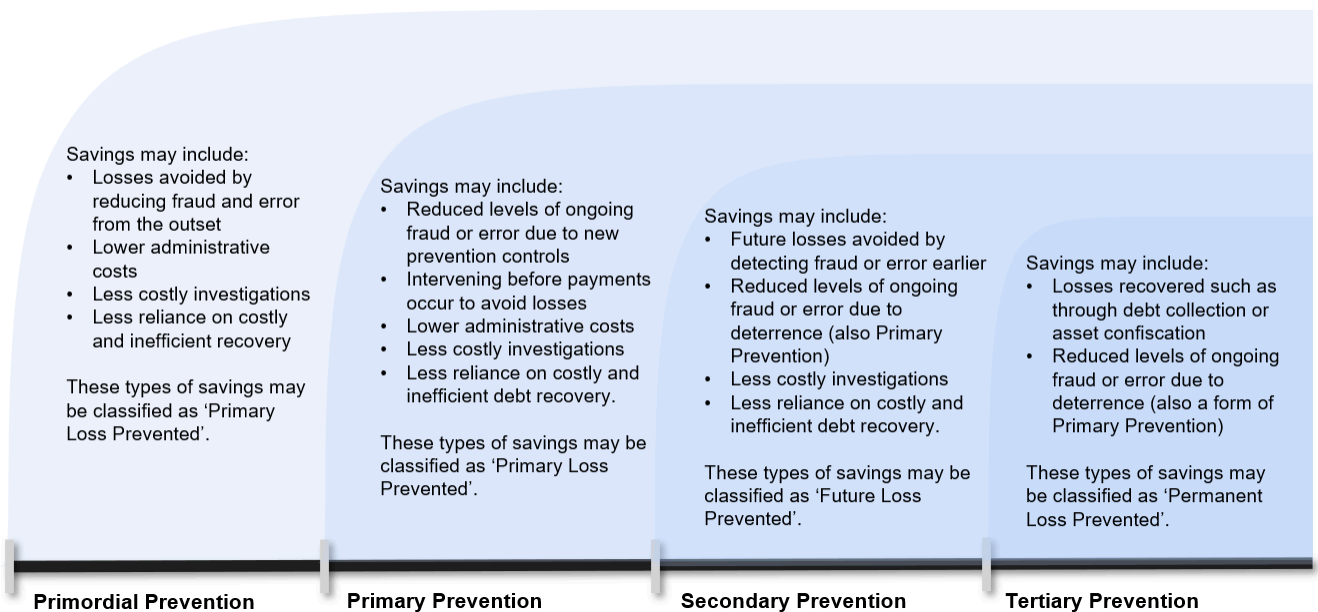 Savings may include:
• Losses avoided by
reducing fraud and error
from the outset
• Lower administrative
costs
• Less costly investigations
• Less reliance on costly
and inefficient recovery
These types of savings may
be classified as ‘Primary
Loss Prevented’.
Savings may include:
• Reduced levels of ongoing
fraud or error due to new
prevention controls
• Intervening before payments
occur to avoid losses
• Lower administrative costs
• Less costly investigations
• Less reliance on costly and
inefficient debt recovery.
These types of savings may be
classified as ‘Primary Loss
Prevented’.
Savings may include:
• Future losses avoided by
detecting fraud or error earlier
• Reduced levels of ongoing
fraud or error due to
deterrence (also Primary
Prevention)
• Less costly investigations
• Less reliance on costly and
inefficient debt recovery.
These types of savings may be
classified as ‘Future Loss
Prevented’.
Savings may include:
• Losses recovered such as
through debt collection or
asset confiscation
• Reduced levels of ongoing
fraud or error due to
deterrence (also a form of
Primary Prevention)
These types of savings may
be classified as ‘Permanent
Loss Prevented’.
Primordial Prevention
Primary Prevention
Secondary Prevention
Tertiary Prevention